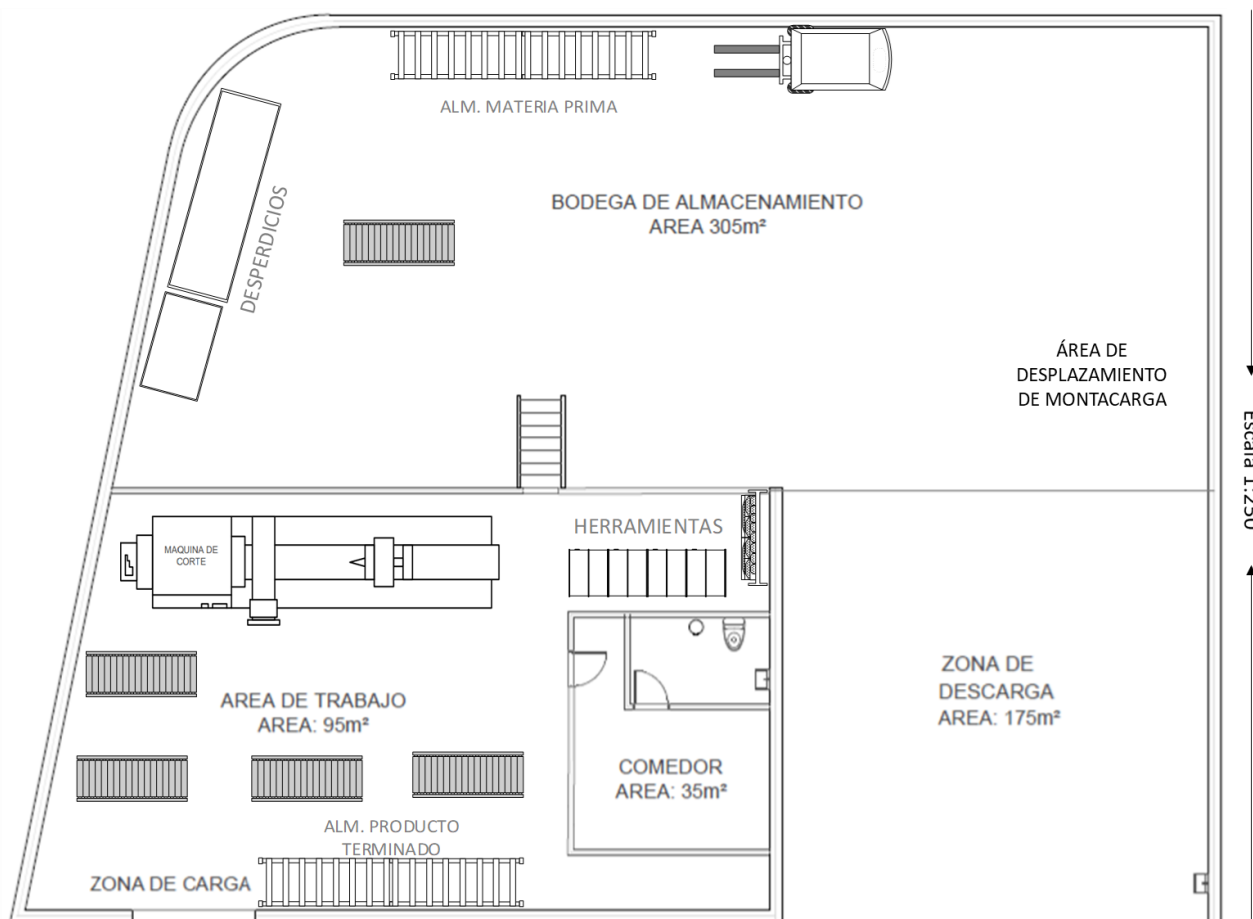 ALM. MATERIA PRIMA
BODEGA DE ALMACENAMIENTO
AREA 305m²
DESPERDICIOS
ÁREA DE
DESPLAZAMIENTO
DE MONTACARGA
Escala 1:250
HERRAMIENTAS
MAQUINA DE
CORTE
ZONA DE
DESCARGA
AREA: 175m²
AREA DE TRABAJO
AREA: 95m²
COMEDOR
AREA: 35m²
ALM. PRODUCTO
TERMINADO
ZONA DE CARGA